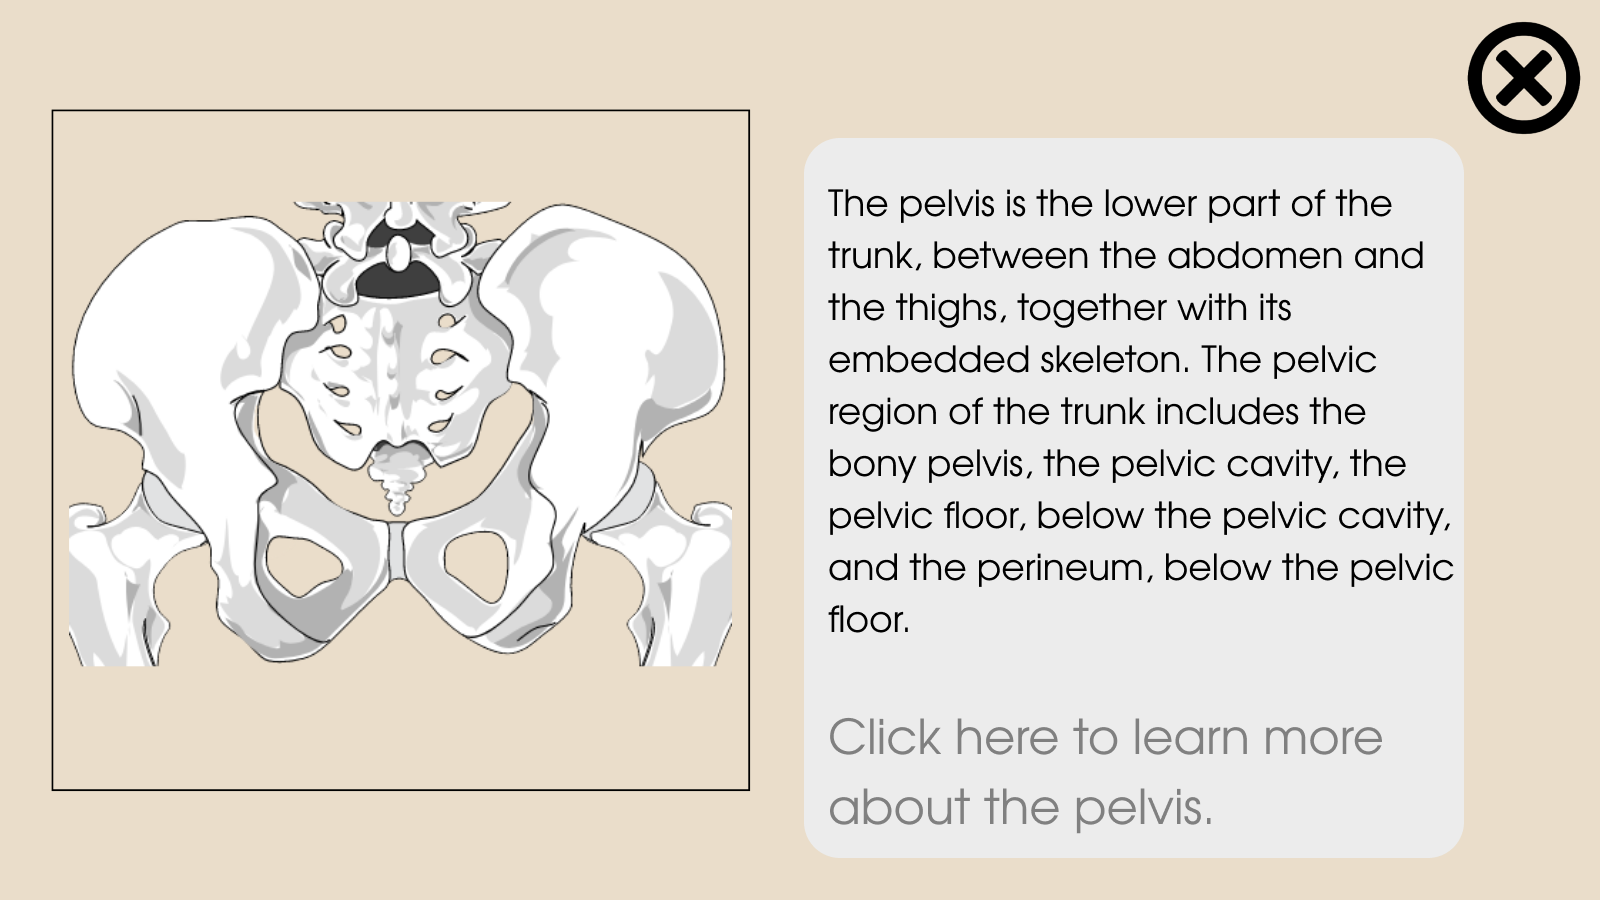 The pelvis is the lower part of the
trunk, between the abdomen and
the thighs, together with its
embedded skeleton. The pelvic
region of the trunk includes the
bony pelvis, the pelvic cavity, the
pelvic floor, below the pelvic cavity,
and the perineum, below the pelvic
floor.
Click here to learn more
about the pelvis.